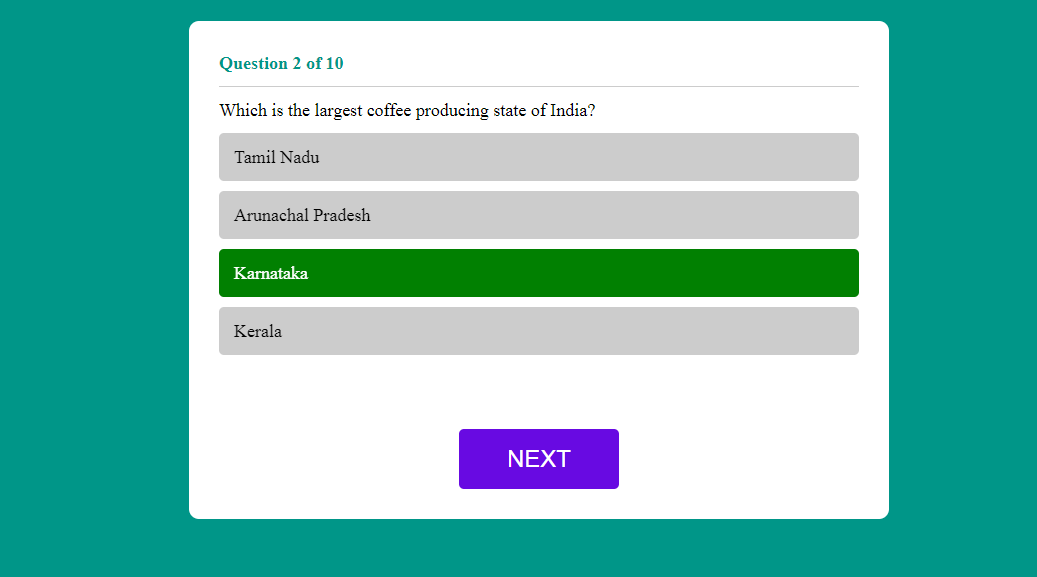 Question 2 of 10
Which is the largest coffee producing state of India?
Tamil Nadu
Arunachal Pradesh
Karnataka
Kerala
NEXT